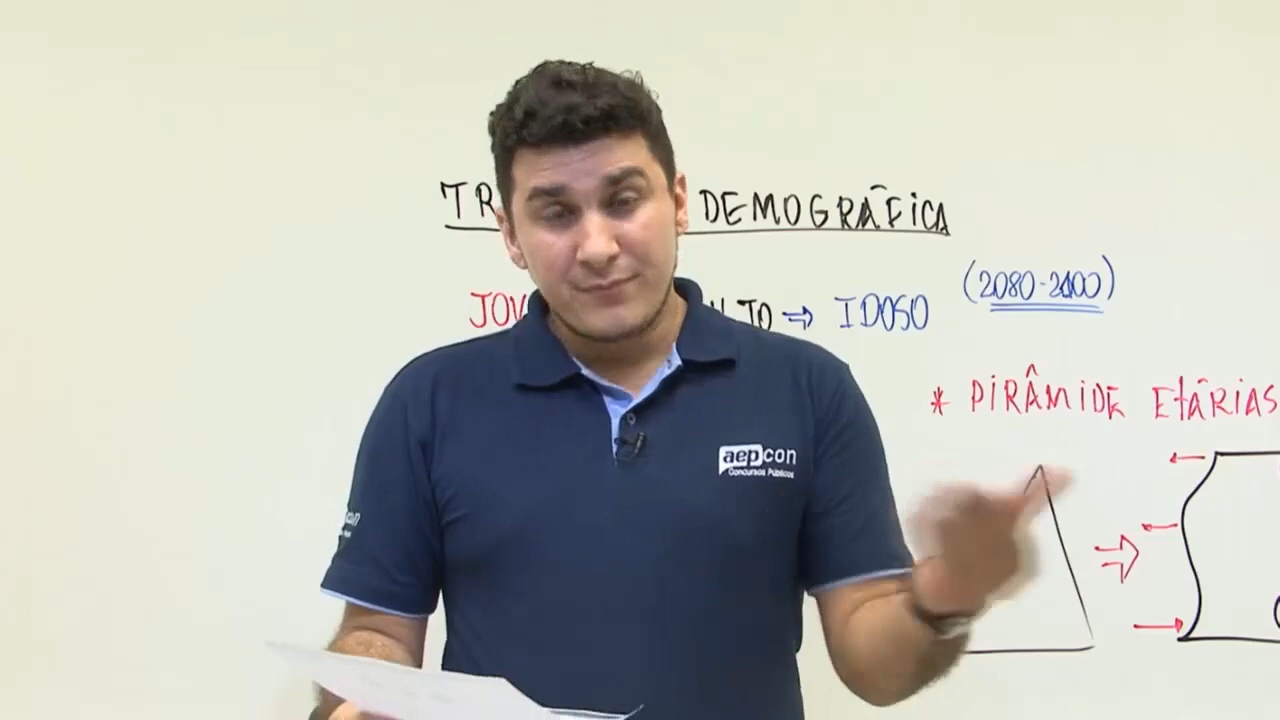 TR DEMOGRÁFICA
JOV TO ⇒ IDOSO (2080-2100)
* PIRÂMIDE ETÁRIAS
aepcon
Concursos Públicos